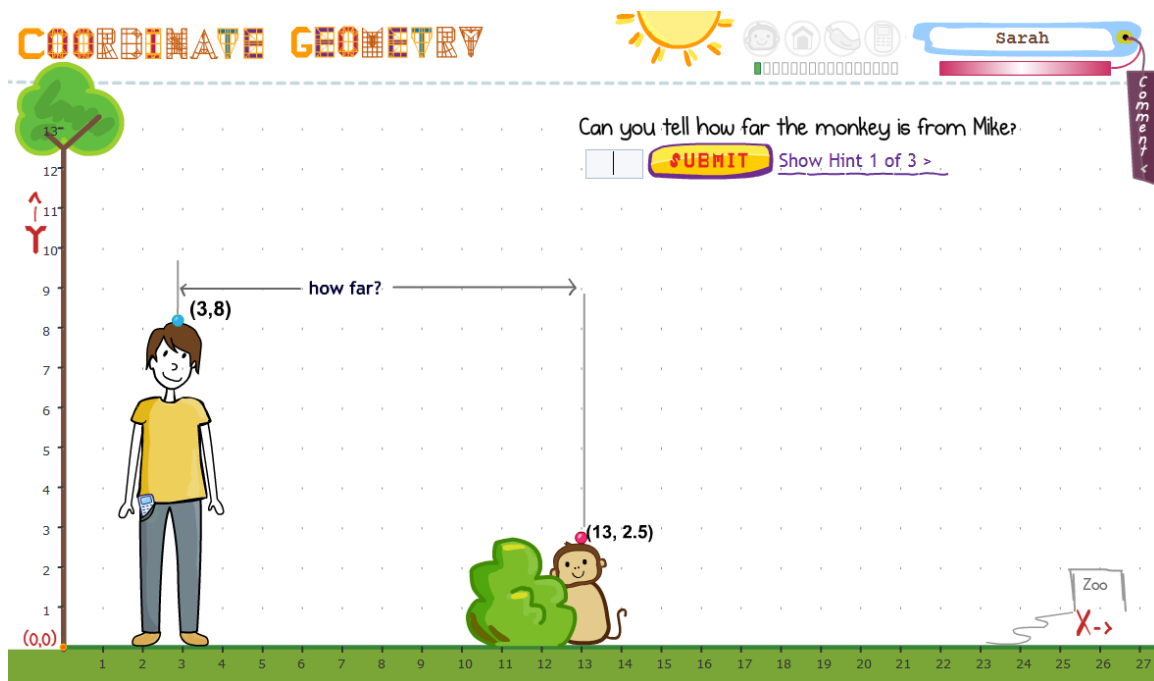 COORDINATE GEOMETRY
Sarah
Comment <
Can you tell how far the monkey is from Mike?
SUBMIT Show Hint 1 of 3 >
13
12
11
Y
10
9 how far?
(3,8)
8
7
6
5
4
3 (13, 2.5)
2
Zoo
1
X->
(0,0)
1 2 3 4 5 6 7 8 9 10 11 12 13 14 15 16 17 18 19 20 21 22 23 24 25 26 27